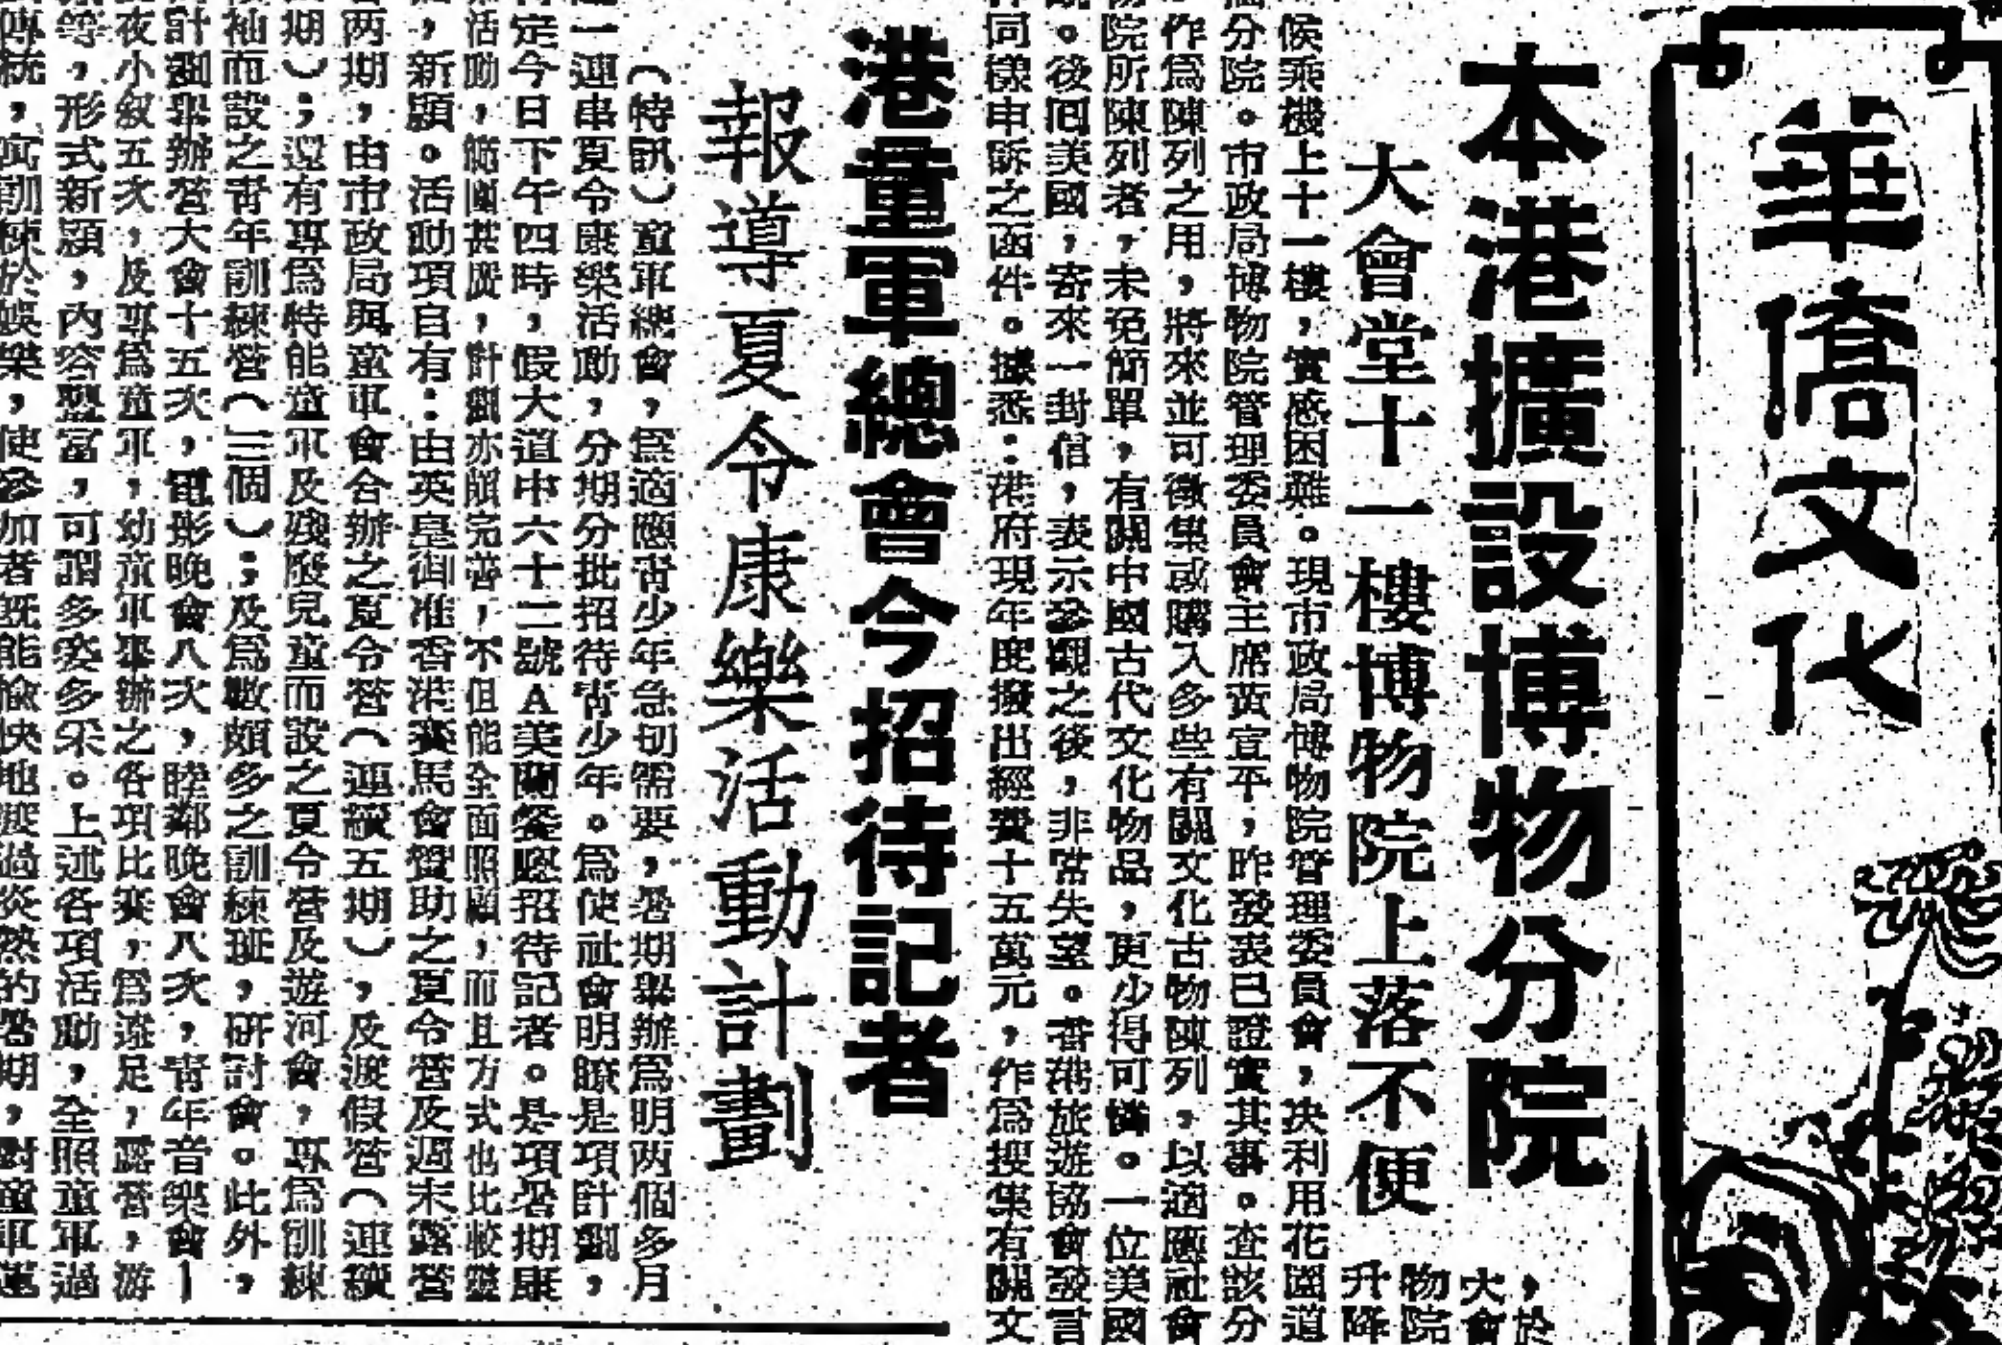 華僑文化
本港擴設博物分院
大會堂十一樓博物院上落不便
，於
大會
物院
升降
候乘機上十一樓，實感困難。現市政局博物院管理委員會，决利用花園道
分院。市政局博物院管理委員會主席黃宣平，昨發表已證實其事。查該分
作爲陳列之用，將來並可徵集或購入多些有關文化古物陳列，以適應社會
物院所陳列者，未免簡單，有關中國古代文化物品，更少得可憐。一位美國
。後回美國，寄來一封信，表示參觀之後，非常失望。香港旅遊協會發言
同樣申訴之函件。據悉：港府現年度撥出經費十五萬元，作爲搜集有關文
港童軍總會今招待記者
報導夏令康樂活動計劃
（特訊）童軍總會，爲適應靑少年急切需要，暑期舉辦爲明两個多月
一連串夏令康樂活動，分期分批招待靑少年。爲使社會明瞭是項計劃，
定今日下午四時，假大道中六十二號A美蘭餐廳招待記者。是項暑期康
活動，範圍甚廣，計劃亦頗完善，不但能全面照顧，而且方式也比較靈
，新穎。活動項目有：由英皇御准香港賽馬會贊助之夏令營及週末露營
两期，由市政局與童軍會合辦之夏令營（連續五期），及渡假營（連續
期）；還有專爲特能童軍及殘廢兒童而設之夏令營及遊河會，專爲訓練
袖而設之靑年訓練營（三個）；及爲數頗多之訓練班，研討會。此外，
計劃舉辦營大會十五次，電影晚會八次，睦鄰晚會八次，靑年音樂會一
夜小叙五次，及專爲童軍，幼童軍舉辦之各項比賽，爲遠足，露營，游
等，形式新穎，內容豐富，可謂多姿多采。上述各項活動，全照童軍過
傳統，寓訓練於娛樂，使參加者既能愉快地渡過炎熱的暑期，對童軍運